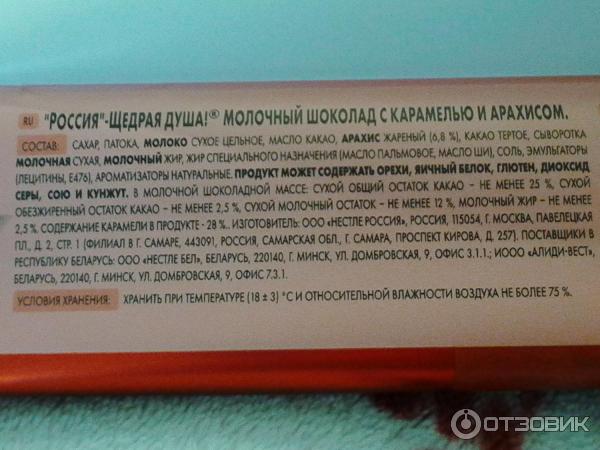 RU "РОССИЯ"-ЩЕДРАЯ ДУША!® МОЛОЧНЫЙ ШОКОЛАД С КАРАМЕЛЬЮ И АРАХИСОМ.
СОСТАВ: САХАР, ПАТОКА, МОЛОКО СУХОЕ ЦЕЛЬНОЕ, МАСЛО КАКАО, АРАХИС ЖАРЕНЫЙ (6,8 %), КАКАО ТЕРТОЕ, СЫВОРОТКА
МОЛОЧНАЯ СУХАЯ, МОЛОЧНЫЙ ЖИР, ЖИР СПЕЦИАЛЬНОГО НАЗНАЧЕНИЯ (МАСЛО ПАЛЬМОВОЕ, МАСЛО ШИ), СОЛЬ, ЭМУЛЬГАТОРЫ
(ЛЕЦИТИНЫ, Е476), АРОМАТИЗАТОРЫ НАТУРАЛЬНЫЕ. ПРОДУКТ МОЖЕТ СОДЕРЖАТЬ ОРЕХИ, ЯИЧНЫЙ БЕЛОК, ГЛЮТЕН, ДИОКСИД
СЕРЫ, СОЮ И КУНЖУТ. В МОЛОЧНОЙ ШОКОЛАДНОЙ МАССЕ: СУХОЙ ОБЩИЙ ОСТАТОК КАКАО – НЕ МЕНЕЕ 25 %, СУХОЙ
ОБЕЗЖИРЕННЫЙ ОСТАТОК КАКАО – НЕ МЕНЕЕ 2,5 %, СУХОЙ МОЛОЧНЫЙ ОСТАТОК – НЕ МЕНЕЕ 12 %, МОЛОЧНЫЙ ЖИР – НЕ МЕНЕЕ
2,5 %. СОДЕРЖАНИЕ КАРАМЕЛИ В ПРОДУКТЕ - 28 %. ИЗГОТОВИТЕЛЬ: ООО «НЕСТЛЕ РОССИЯ», РОССИЯ, 115054, Г. МОСКВА, ПАВЕЛЕЦКАЯ
ПЛ., Д. 2, СТР. 1 (ФИЛИАЛ В Г. САМАРЕ, 443091, РОССИЯ, САМАРСКАЯ ОБЛ., Г. САМАРА, ПРОСПЕКТ КИРОВА, Д. 257). ПОСТАВЩИКИ В
РЕСПУБЛИКУ БЕЛАРУСЬ: ООО «НЕСТЛЕ БЕЛ», БЕЛАРУСЬ, 220140, Г. МИНСК, УЛ. ДОМБРОВСКАЯ, 9, ОФИС 3.1.1.; ИООО «АЛИДИ-ВЕСТ»,
БЕЛАРУСЬ, 220140, Г. МИНСК, УЛ. ДОМБРОВСКАЯ, 9, ОФИС 7.3.1.
УСЛОВИЯ ХРАНЕНИЯ: ХРАНИТЬ ПРИ ТЕМПЕРАТУРЕ (18 ± 3) °С И ОТНОСИТЕЛЬНОЙ ВЛАЖНОСТИ ВОЗДУХА НЕ БОЛЕЕ 75 %.
ОТЗОВИК